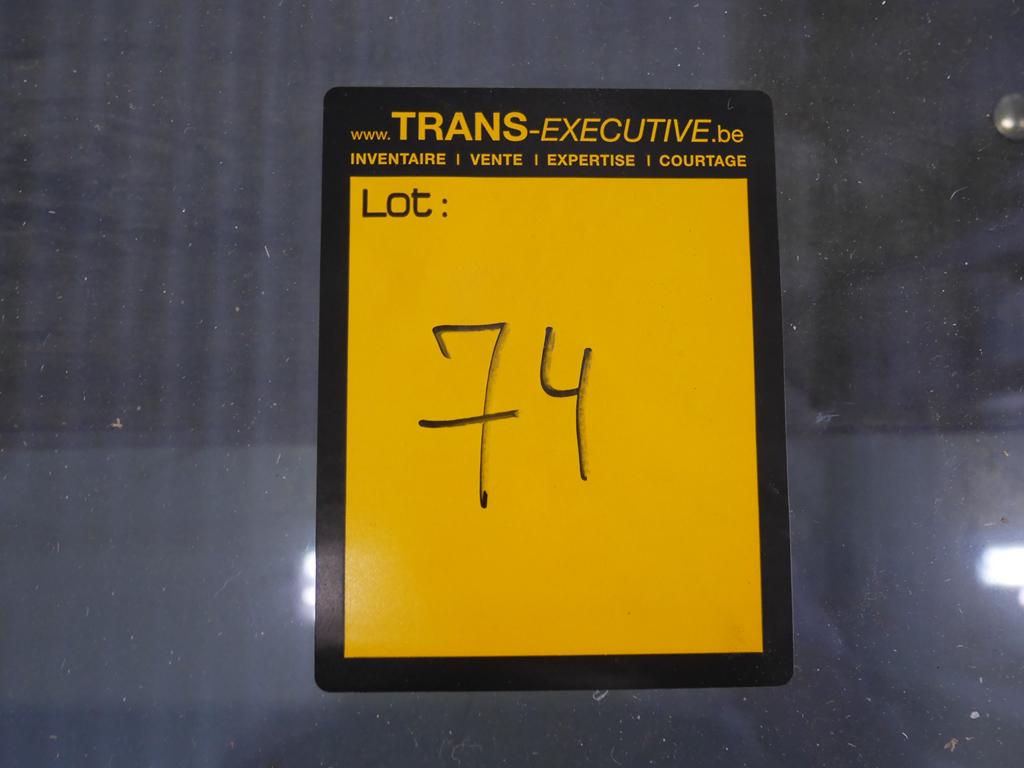 www.TRANS-EXECUTIVE.be
INVENTAIRE | VENTE | EXPERTISE | COURTAGE
Lot:
74